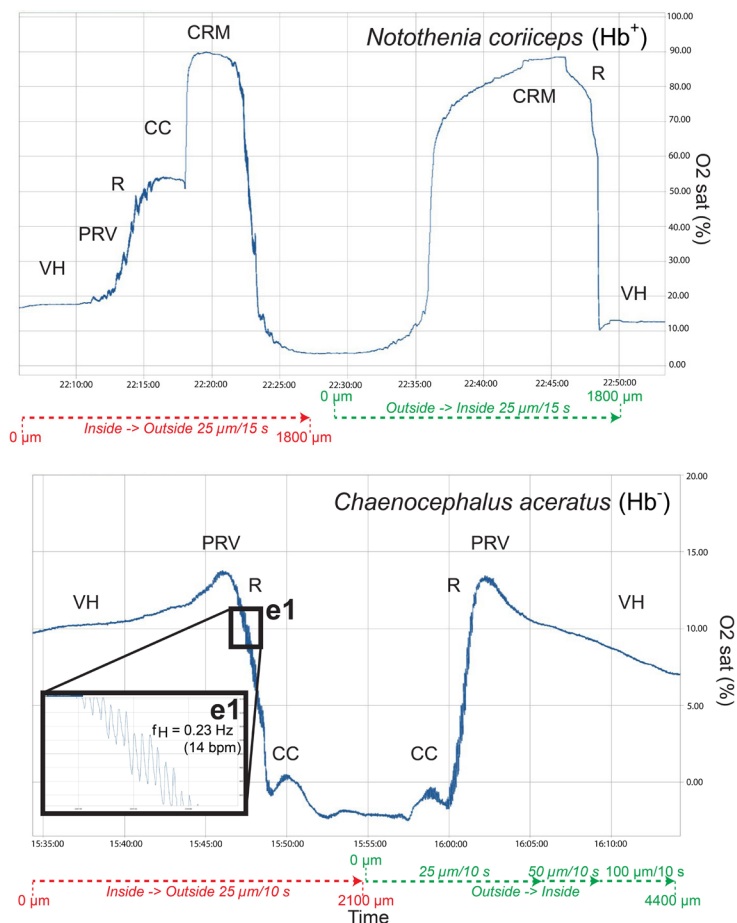 Notothenia coriiceps (Hb+)
CRM
CC
R
PRV
VH
CRM
R
VH
100.00
90.00
80.00
70.00
60.00
50.00
40.00
30.00
20.00
10.00
0.00
O2 sat (%)
22:10:00 22:15:00 22:20:00 22:25:00 22:30:00 22:35:00 22:40:00 22:45:00 22:50:00
0 µm Inside -> Outside 25 µm/15 s 1800 µm
0 µm Outside -> Inside 25 µm/15 s 1800 µm
Chaenocephalus aceratus (Hb-)
VH
PRV
R
e1
e1
fH = 0.23 Hz
(14 bpm)
CC
CC
R
PRV
VH
20.00
15.00
10.00
5.00
0.00
O2 sat (%)
15:35:00 15:40:00 15:45:00 15:50:00 15:55:00 16:00:00 16:05:00 16:10:00
0 µm Inside -> Outside 25 µm/10 s 2100 µm
0 µm 25 µm/10 s 50 µm/10 s 100 µm/10 s
Outside -> Inside 4400 µm
Time